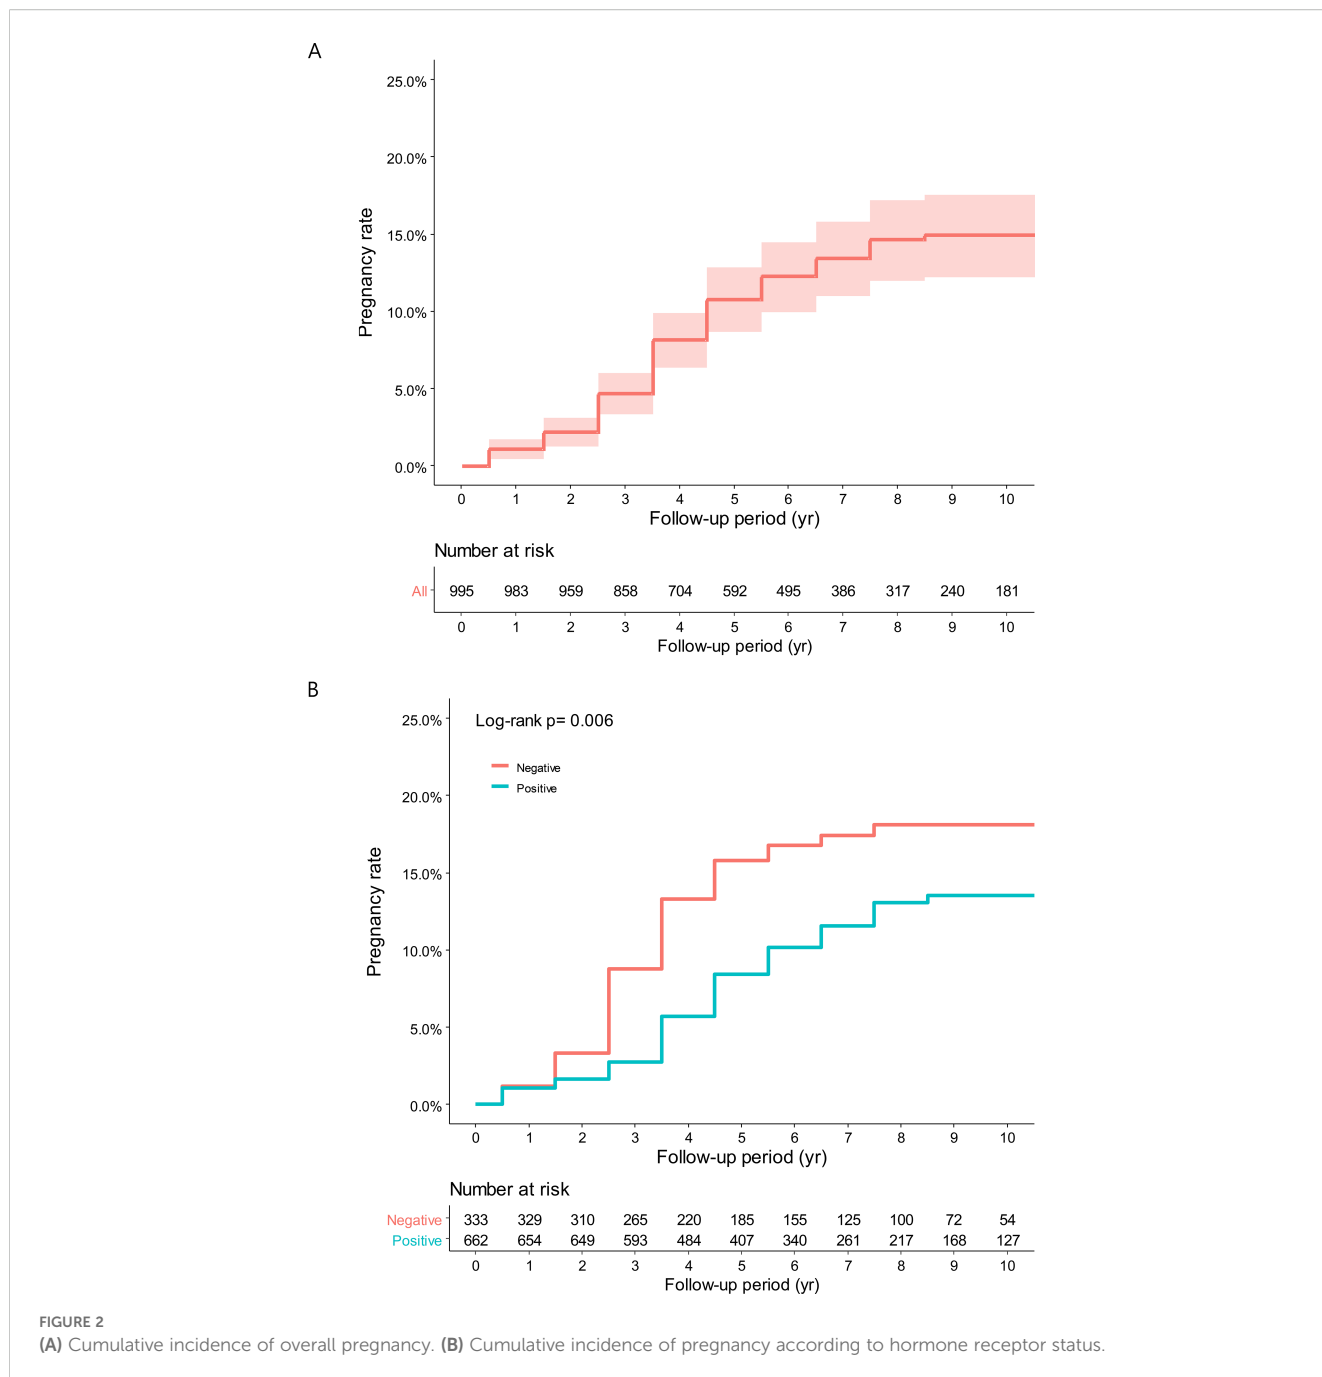 A
25.0%
20.0%
15.0%
10.0%
5.0%
0.0%
Pregnancy rate
0 1 2 3 4 5 6 7 8 9 10
Follow-up period (yr)
Number at risk
All 995 983 959 858 704 592 495 386 317 240 181
0 1 2 3 4 5 6 7 8 9 10
Follow-up period (yr)
B
Log-rank p= 0.006
Negative
Positive
25.0%
20.0%
15.0%
10.0%
5.0%
0.0%
Pregnancy rate
0 1 2 3 4 5 6 7 8 9 10
Follow-up period (yr)
Number at risk
Negative 333 329 310 265 220 185 155 125 100 72 54
Positive 662 654 649 593 484 407 340 261 217 168 127
0 1 2 3 4 5 6 7 8 9 10
Follow-up period (yr)
FIGURE 2
(A) Cumulative incidence of overall pregnancy. (B) Cumulative incidence of pregnancy according to hormone receptor status.